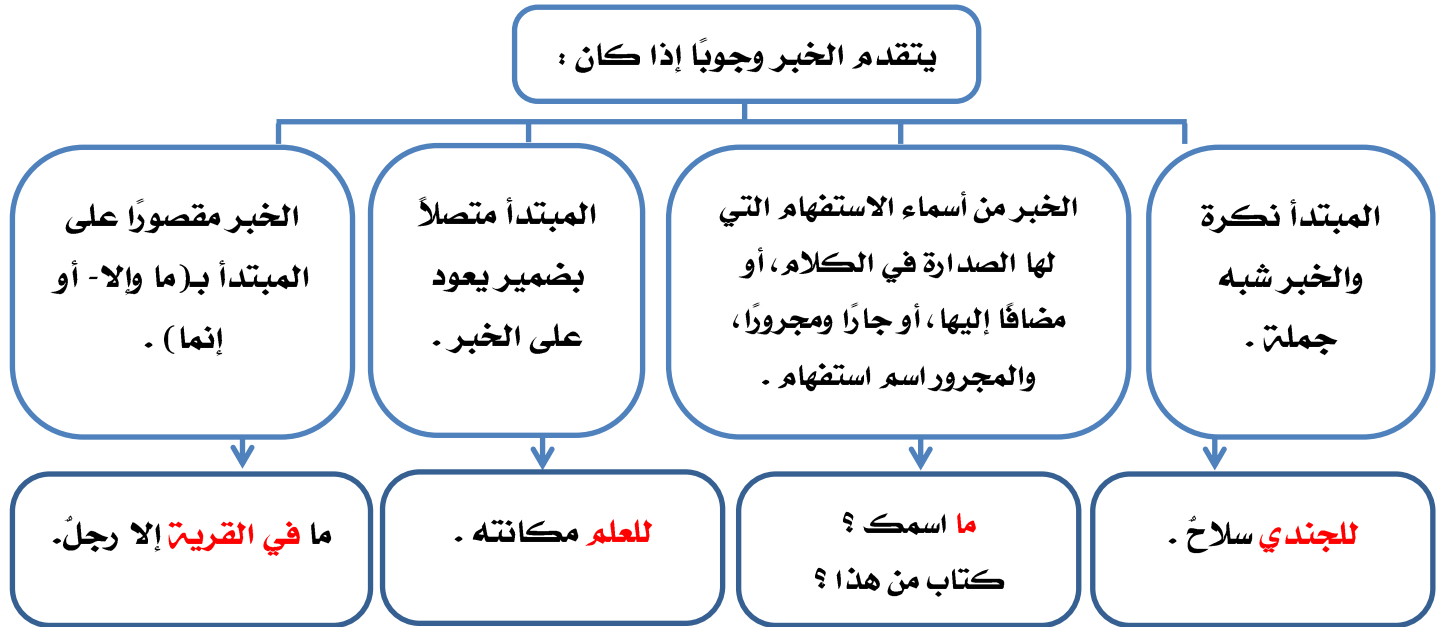 يتقدم الخبر وجوبًا إذا كان :
المبتدأ نكرة
والخبر شبه
جملة .
الخبر من أسماء الاستفهام التي
لها الصدارة في الكلام، أو
مضافًا إليها، أو جارًا ومجرورًا،
والمجرور اسم استفهام .
المبتدأ متصلاً
بضمير يعود
على الخبر .
الخبر مقصورًا على
المبتدأ بـ(ما وإلا- أو
إنما) .
للجندي سلاحٌ .
ما اسمك ؟
كتاب من هذا ؟
للعلم مكانته .
ما في القرية إلا رجلٌ.